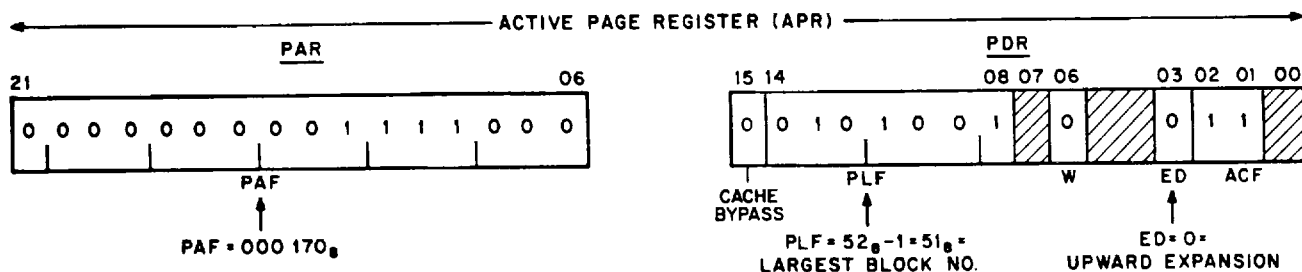 ACTIVE PAGE REGISTER (APR)
PAR
PDR
21 06
15 14 08 07 06 03 02 01 00
0 0 0 0 0 0 0 0 0 1 1 1 1 0 0 0
0 0 1 0 1 0 0 1 0 0 1 1
PAF
CACHE BYPASS
PLF
W
ED
ACF
PAF = 000 170₈
PLF = 52₈-1 = 51₈ =
LARGEST BLOCK NO.
ED = 0 =
UPWARD EXPANSION